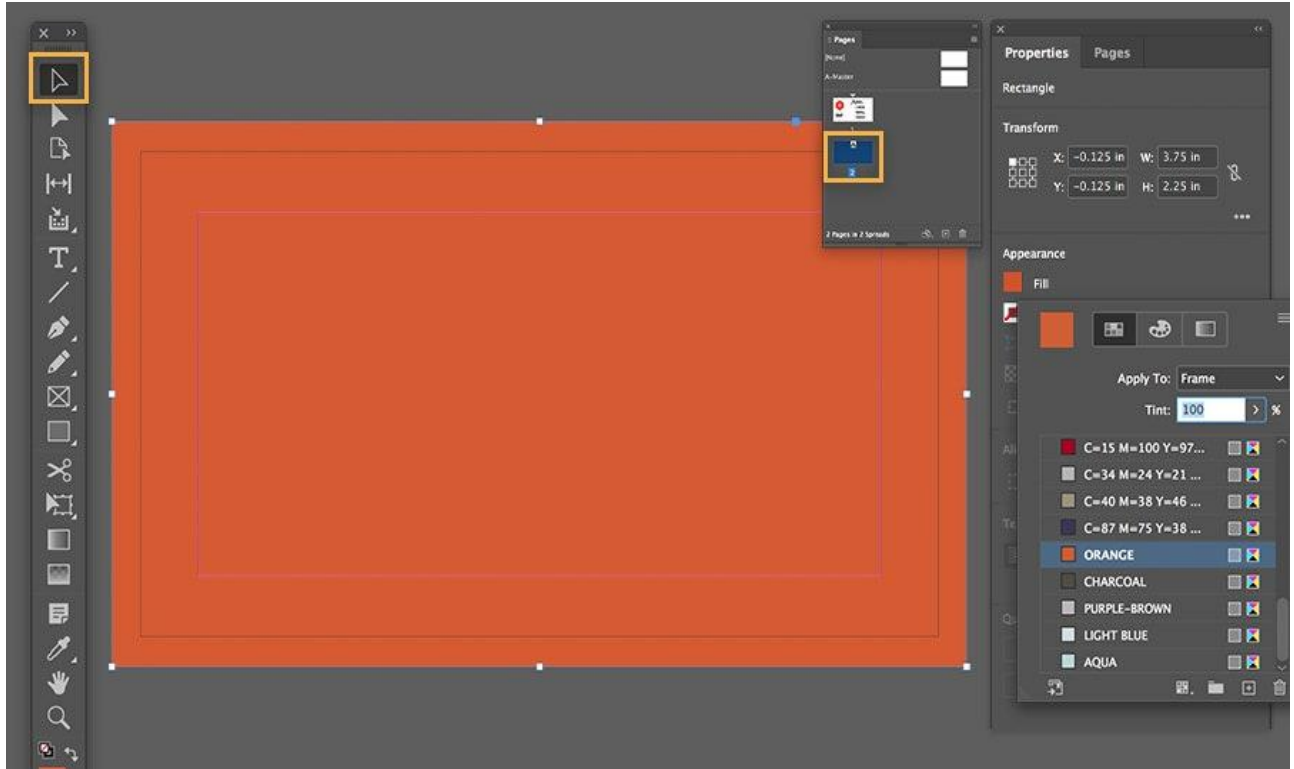 Pages
[None]
A-Master
1
A
2
2 Pages in 2 Spreads
Properties Pages
Rectangle
Transform
X: -0.125 in W: 3.75 in
Y: -0.125 in H: 2.25 in
Appearance
Fill
Apply To: Frame
Tint: 100 %
C=15 M=100 Y=97...
C=34 M=24 Y=21 ...
C=40 M=38 Y=46 ...
C=87 M=75 Y=38 ...
ORANGE
CHARCOAL
PURPLE-BROWN
LIGHT BLUE
AQUA